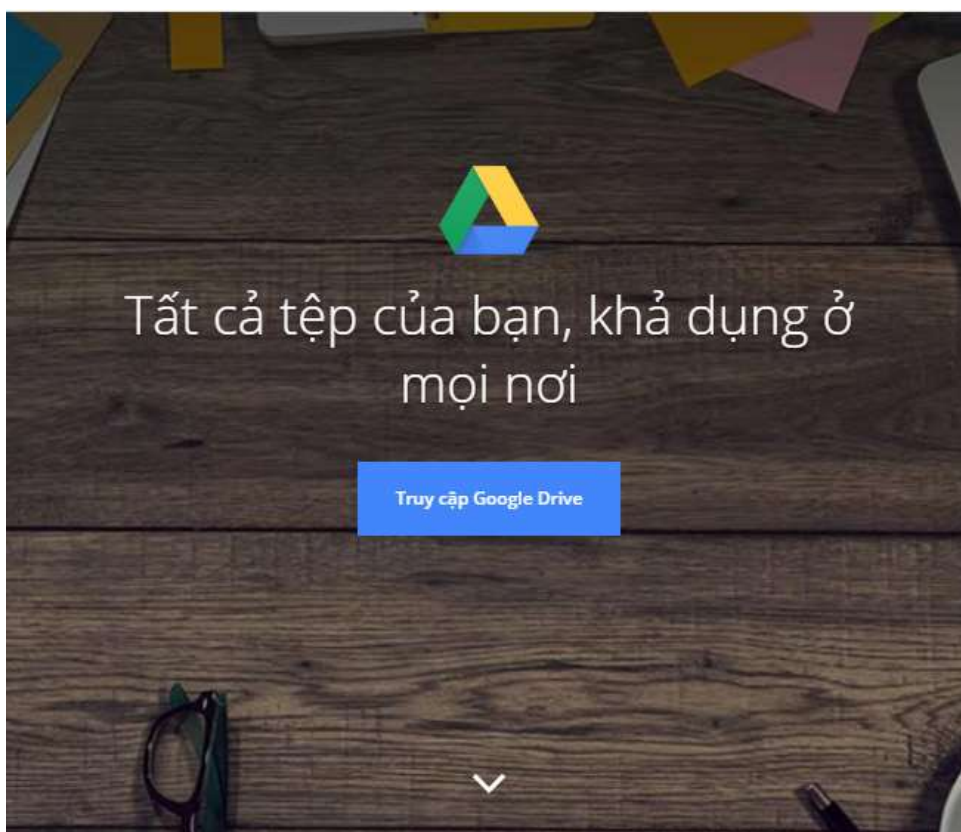 Tất cả tệp của bạn, khả dụng ở
mọi nơi
Truy cập Google Drive